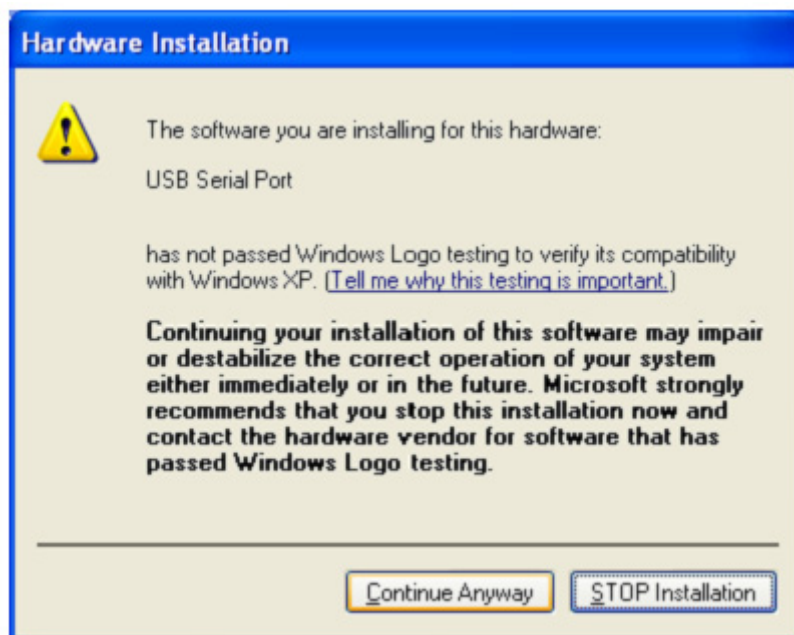 Hardware Installation
The software you are installing for this hardware:
USB Serial Port
has not passed Windows Logo testing to verify its compatibility
with Windows XP. (Tell me why this testing is important.)
Continuing your installation of this software may impair
or destabilize the correct operation of your system
either immediately or in the future. Microsoft strongly
recommends that you stop this installation now and
contact the hardware vendor for software that has
passed Windows Logo testing.
Continue Anyway
STOP Installation